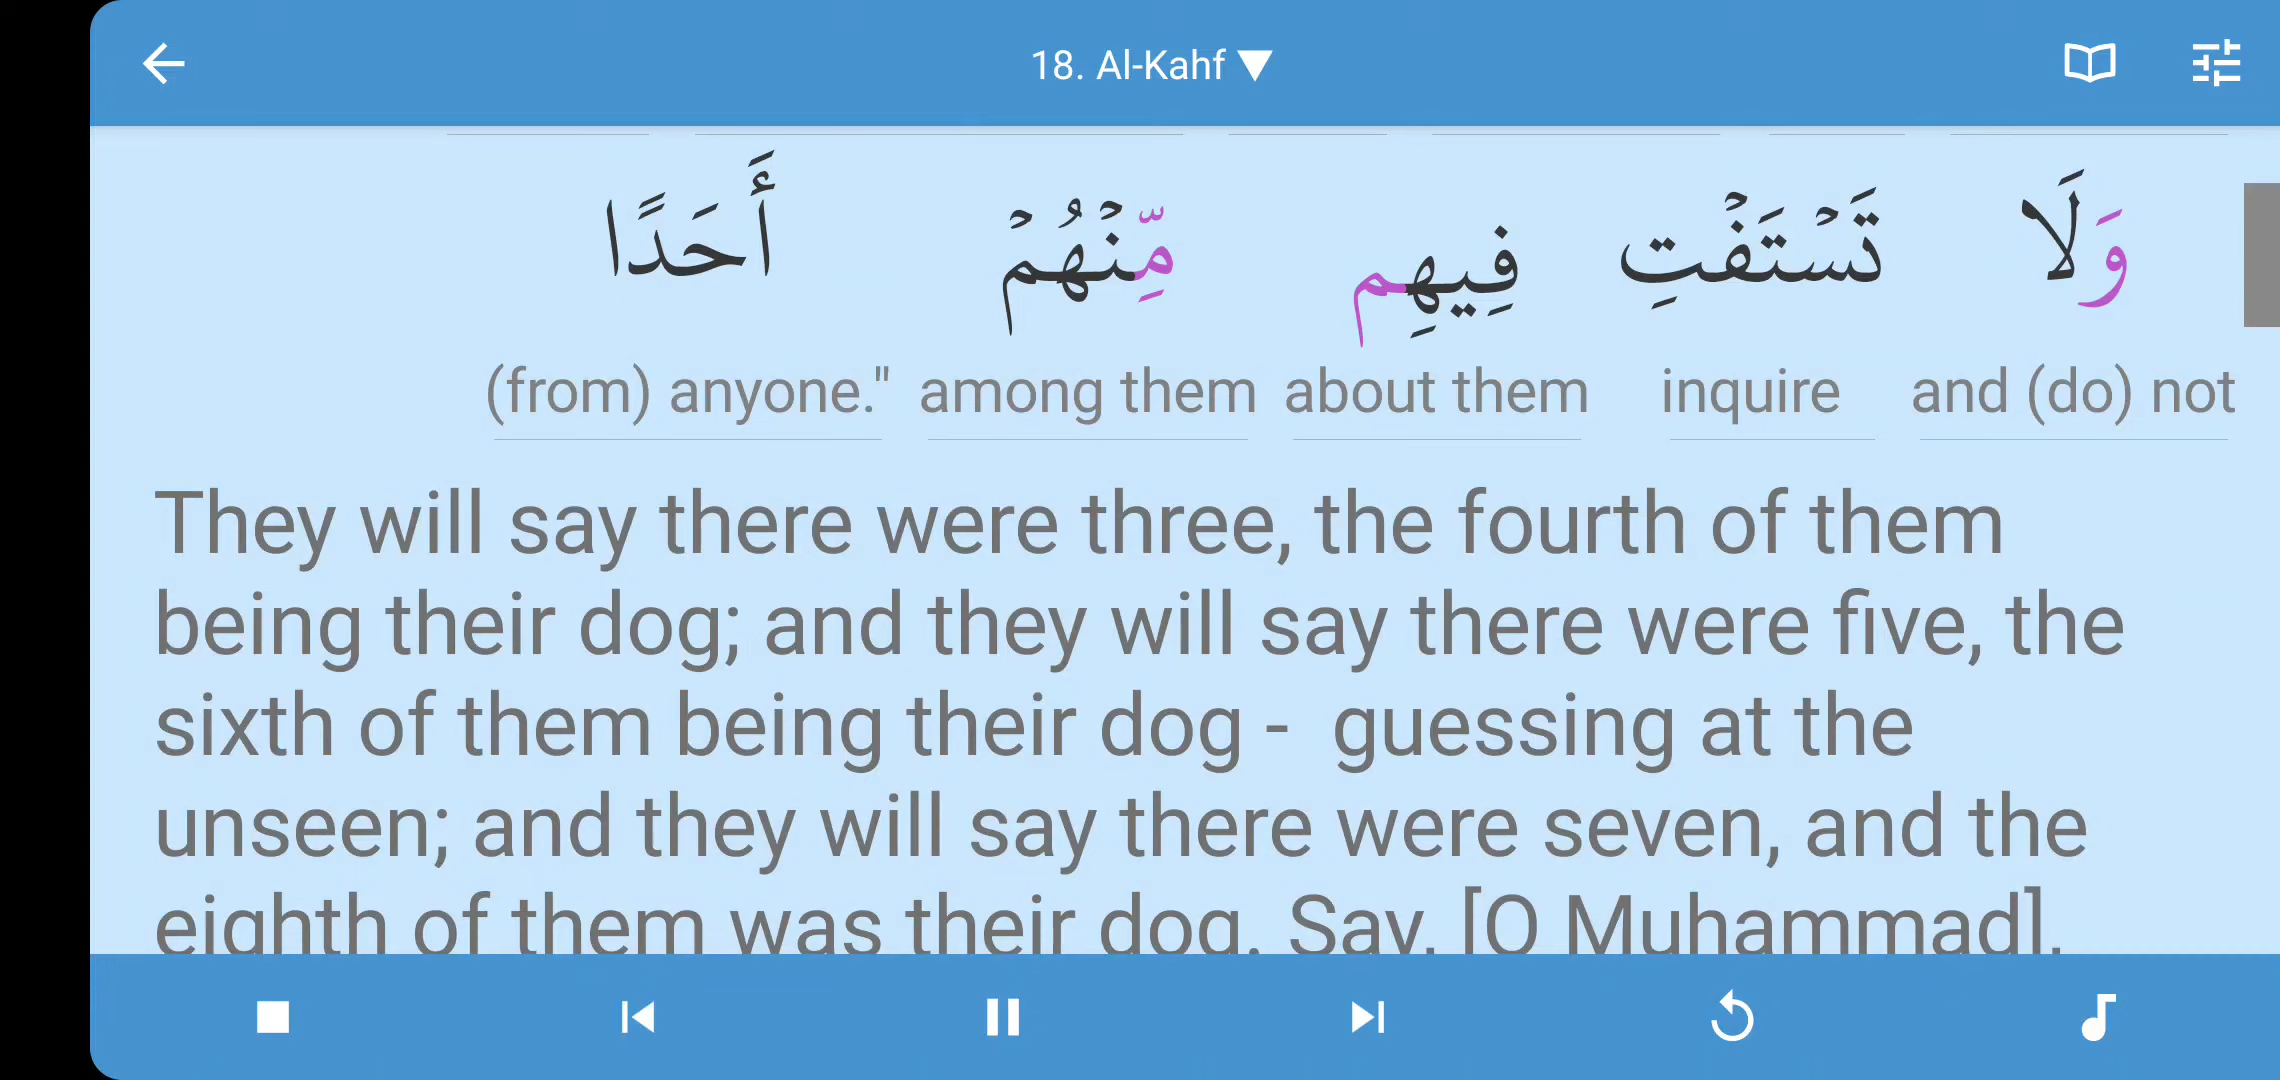 18. Al-Kahf ▼
وَلَا تَسْتَفْتِ فِيهِم مِّنْهُمْ أَحَدًا
and (do) not inquire about them among them (from) anyone."
They will say there were three, the fourth of them
being their dog; and they will say there were five, the
sixth of them being their dog - guessing at the
unseen; and they will say there were seven, and the
eighth of them was their dog. Say, [O Muhammad],